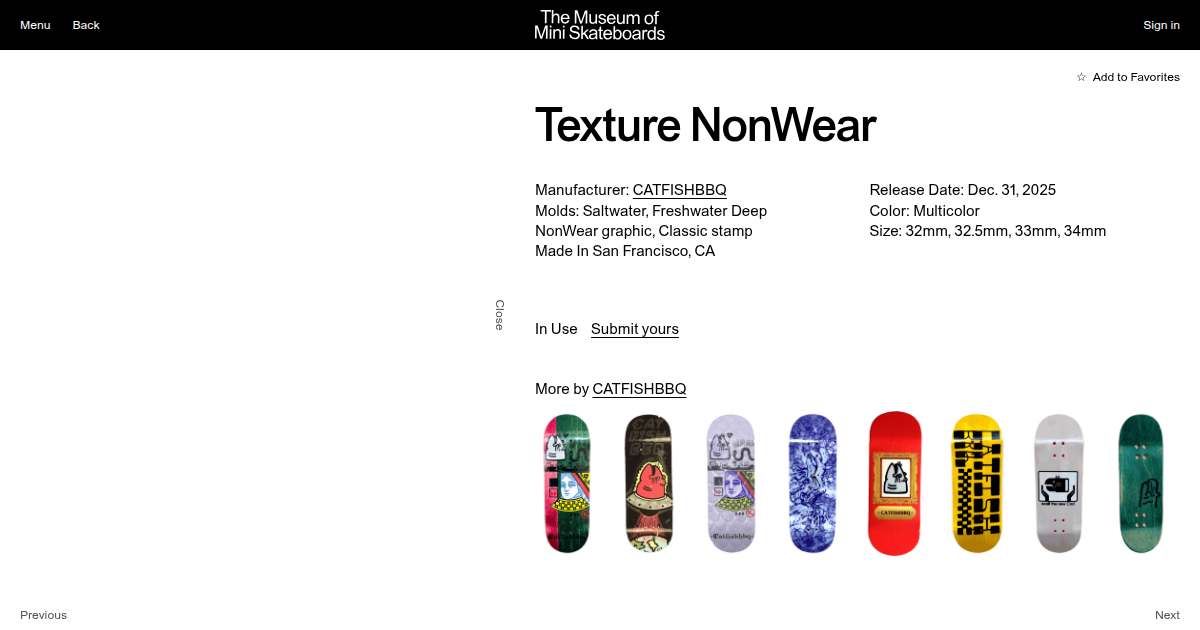 Menu
Back
The Museum of
Mini Skateboards
Sign in
☆ Add to Favorites
Texture NonWear
Manufacturer: CATFISHBBQ
Molds: Saltwater, Freshwater Deep
NonWear graphic, Classic stamp
Made In San Francisco, CA
Release Date: Dec. 31, 2025
Color: Multicolor
Size: 32mm, 32.5mm, 33mm, 34mm
Close
In Use Submit yours
More by CATFISHBBQ
Catfishbbq
CATFISHBBQ
Previous
Next